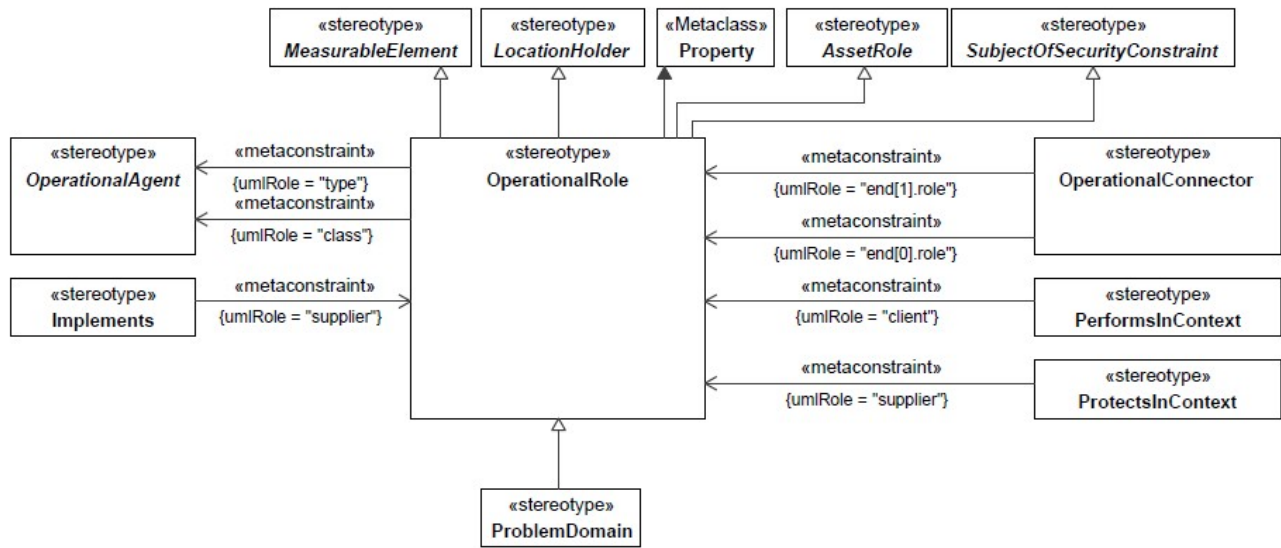 «stereotype»
MeasurableElement
«stereotype»
LocationHolder
«Metaclass»
Property
«stereotype»
AssetRole
«stereotype»
SubjectOfSecurityConstraint
«stereotype»
OperationalAgent
«metaconstraint»
{umlRole = "type"}
«metaconstraint»
{umlRole = "class"}
«stereotype»
OperationalRole
«metaconstraint»
{umlRole = "end[1].role"}
«metaconstraint»
{umlRole = "end[0].role"}
«stereotype»
OperationalConnector
«stereotype»
Implements
«metaconstraint»
{umlRole = "supplier"}
«metaconstraint»
{umlRole = "client"}
«stereotype»
PerformsInContext
«metaconstraint»
{umlRole = "supplier"}
«stereotype»
ProtectsInContext
«stereotype»
ProblemDomain